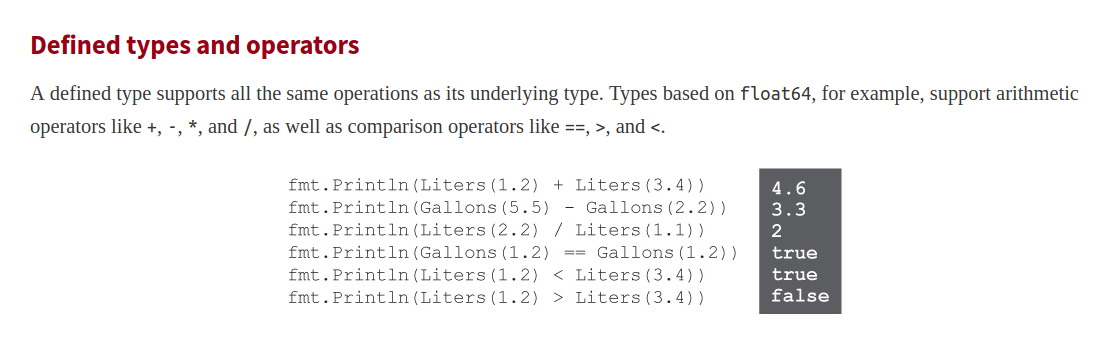 Defined types and operators
A defined type supports all the same operations as its underlying type. Types based on float64, for example, support arithmetic
operators like +, -, *, and /, as well as comparison operators like ==, >, and <.
fmt.Println(Liters(1.2) + Liters(3.4)) 4.6
fmt.Println(Gallons(5.5) - Gallons(2.2)) 3.3
fmt.Println(Liters(2.2) / Liters(1.1)) 2
fmt.Println(Gallons(1.2) == Gallons(1.2)) true
fmt.Println(Liters(1.2) < Liters(3.4)) true
fmt.Println(Liters(1.2) > Liters(3.4)) false